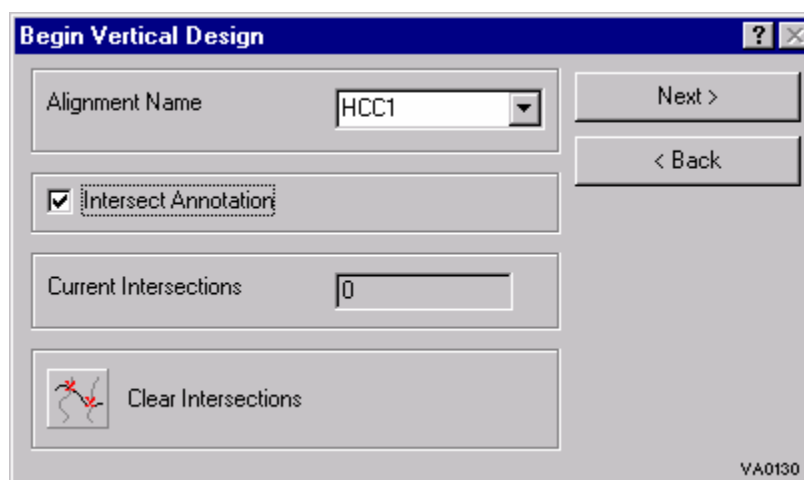 Begin Vertical Design
Alignment Name
HCC1
Next >
< Back
Intersect Annotation
Current Intersections
0
Clear Intersections
VA0130